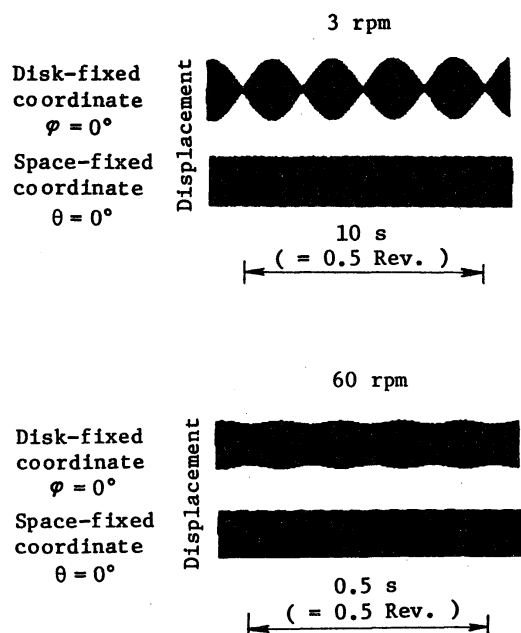 3 rpm
Disk-fixed
coordinate
φ = 0°
Displacement
Space-fixed
coordinate
θ = 0°
10 s
( = 0.5 Rev. )
60 rpm
Disk-fixed
coordinate
φ = 0°
Displacement
Space-fixed
coordinate
θ = 0°
0.5 s
( = 0.5 Rev. )